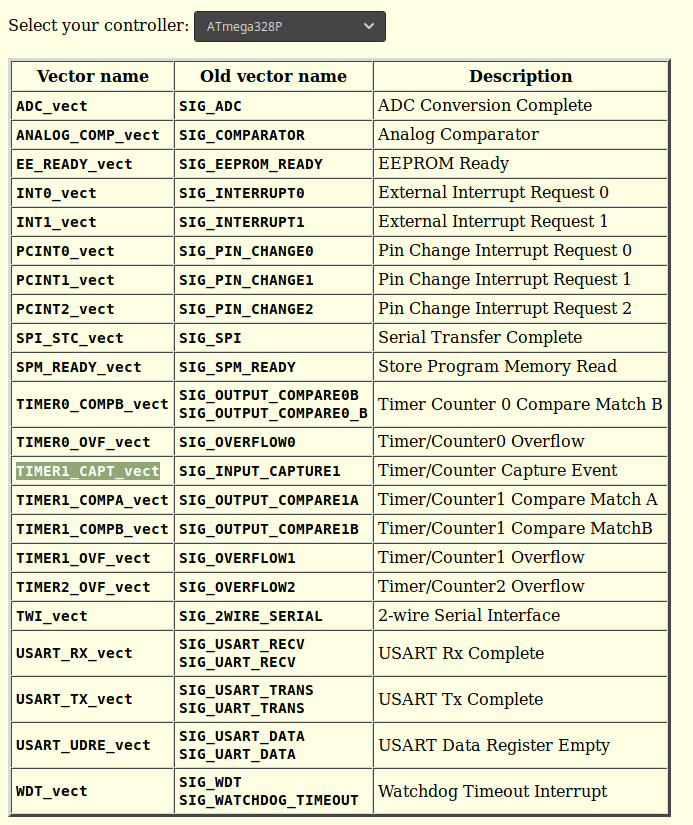 Select your controller: ATmega328P
Vector name Old vector name Description
ADC_vect SIG_ADC ADC Conversion Complete
ANALOG_COMP_vect SIG_COMPARATOR Analog Comparator
EE_READY_vect SIG_EEPROM_READY EEPROM Ready
INT0_vect SIG_INTERRUPT0 External Interrupt Request 0
INT1_vect SIG_INTERRUPT1 External Interrupt Request 1
PCINT0_vect SIG_PIN_CHANGE0 Pin Change Interrupt Request 0
PCINT1_vect SIG_PIN_CHANGE1 Pin Change Interrupt Request 1
PCINT2_vect SIG_PIN_CHANGE2 Pin Change Interrupt Request 2
SPI_STC_vect SIG_SPI Serial Transfer Complete
SPM_READY_vect SIG_SPM_READY Store Program Memory Read
TIMER0_COMPB_vect SIG_OUTPUT_COMPARE0B Timer Counter 0 Compare Match B
SIG_OUTPUT_COMPARE0_B
TIMER0_OVF_vect SIG_OVERFLOW0 Timer/Counter0 Overflow
TIMER1_CAPT_vect SIG_INPUT_CAPTURE1 Timer/Counter Capture Event
TIMER1_COMPA_vect SIG_OUTPUT_COMPARE1A Timer/Counter1 Compare Match A
TIMER1_COMPB_vect SIG_OUTPUT_COMPARE1B Timer/Counter1 Compare MatchB
TIMER1_OVF_vect SIG_OVERFLOW1 Timer/Counter1 Overflow
TIMER2_OVF_vect SIG_OVERFLOW2 Timer/Counter2 Overflow
TWI_vect SIG_2WIRE_SERIAL 2-wire Serial Interface
USART_RX_vect SIG_USART_RECV USART Rx Complete
SIG_UART_RECV
USART_TX_vect SIG_USART_TRANS USART Tx Complete
SIG_UART_TRANS
USART_UDRE_vect SIG_USART_DATA USART Data Register Empty
SIG_UART_DATA
WDT_vect SIG_WDT Watchdog Timeout Interrupt
SIG_WATCHDOG_TIMEOUT